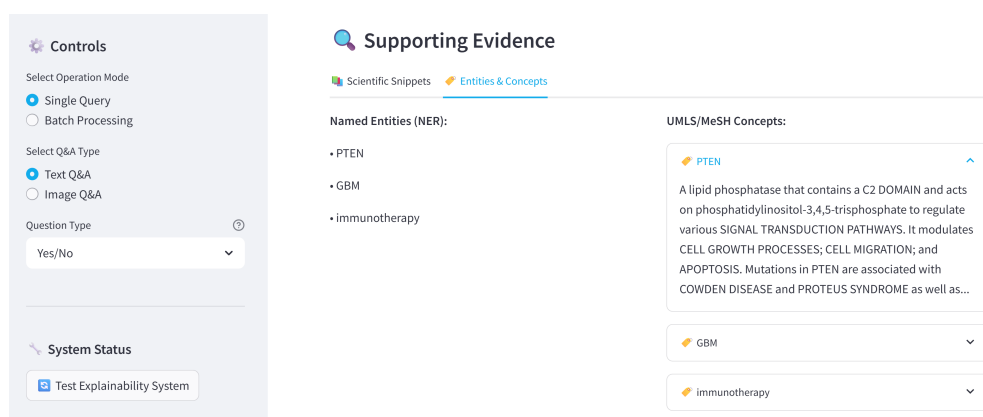 Controls
Select Operation Mode
Single Query
Batch Processing
Select Q&A Type
Text Q&A
Image Q&A
Question Type
Yes/No
System Status
Test Explainability System
Supporting Evidence
Scientific Snippets
Entities & Concepts
Named Entities (NER):
• PTEN
• GBM
• immunotherapy
UMLS/MeSH Concepts:
PTEN
A lipid phosphatase that contains a C2 DOMAIN and acts
on phosphatidylinositol-3,4,5-trisphosphate to regulate
various SIGNAL TRANSDUCTION PATHWAYS. It modulates
CELL GROWTH PROCESSES; CELL MIGRATION; and
APOPTOSIS. Mutations in PTEN are associated with
COWDEN DISEASE and PROTEUS SYNDROME as well as...
GBM
immunotherapy